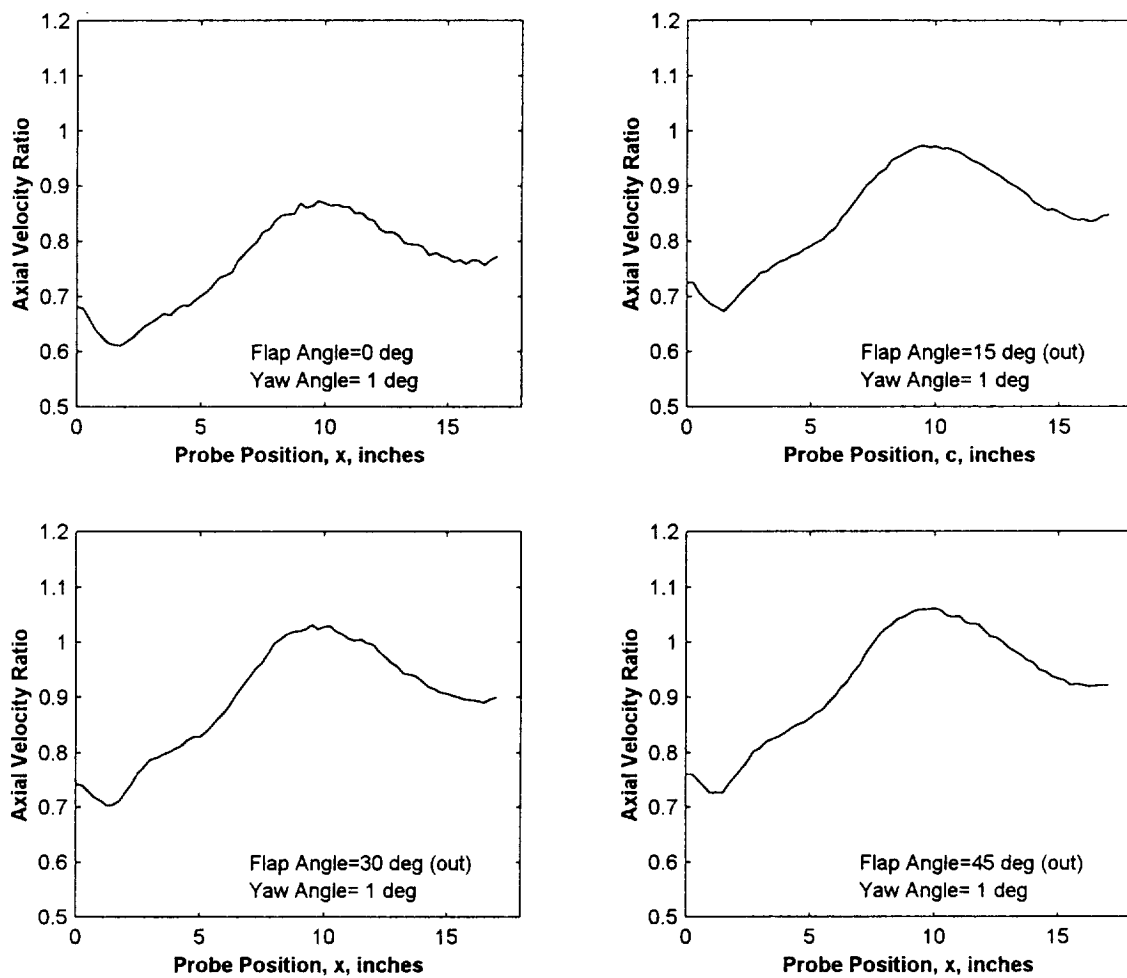 1.2
1.1
1
0.9
0.8
0.7
0.6
0.5
Axial Velocity Ratio
Flap Angle=0 deg
Yaw Angle= 1 deg
0 5 10 15
Probe Position, x, inches
1.2
1.1
1
0.9
0.8
0.7
0.6
0.5
Axial Velocity Ratio
Flap Angle=15 deg (out)
Yaw Angle= 1 deg
0 5 10 15
Probe Position, c, inches
1.2
1.1
1
0.9
0.8
0.7
0.6
0.5
Axial Velocity Ratio
Flap Angle=30 deg (out)
Yaw Angle= 1 deg
0 5 10 15
Probe Position, x, inches
1.2
1.1
1
0.9
0.8
0.7
0.6
0.5
Axial Velocity Ratio
Flap Angle=45 deg (out)
Yaw Angle= 1 deg
0 5 10 15
Probe Position, x, inches